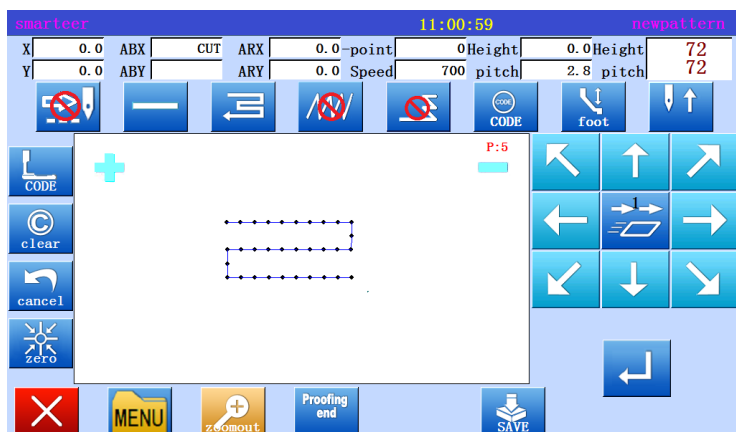 smarteer 11:00:59 newpattern
X 0.0 ABX CUT ARX 0.0 -point 0 Height 0.0 Height 72
Y 0.0 ABY ARY 0.0 Speed 700 pitch 2.8 pitch 72
CODE
CODE
foot
P:5
CODE
1
clear
cancel
zero
MENU
zoomout
Proofing
end
SAVE